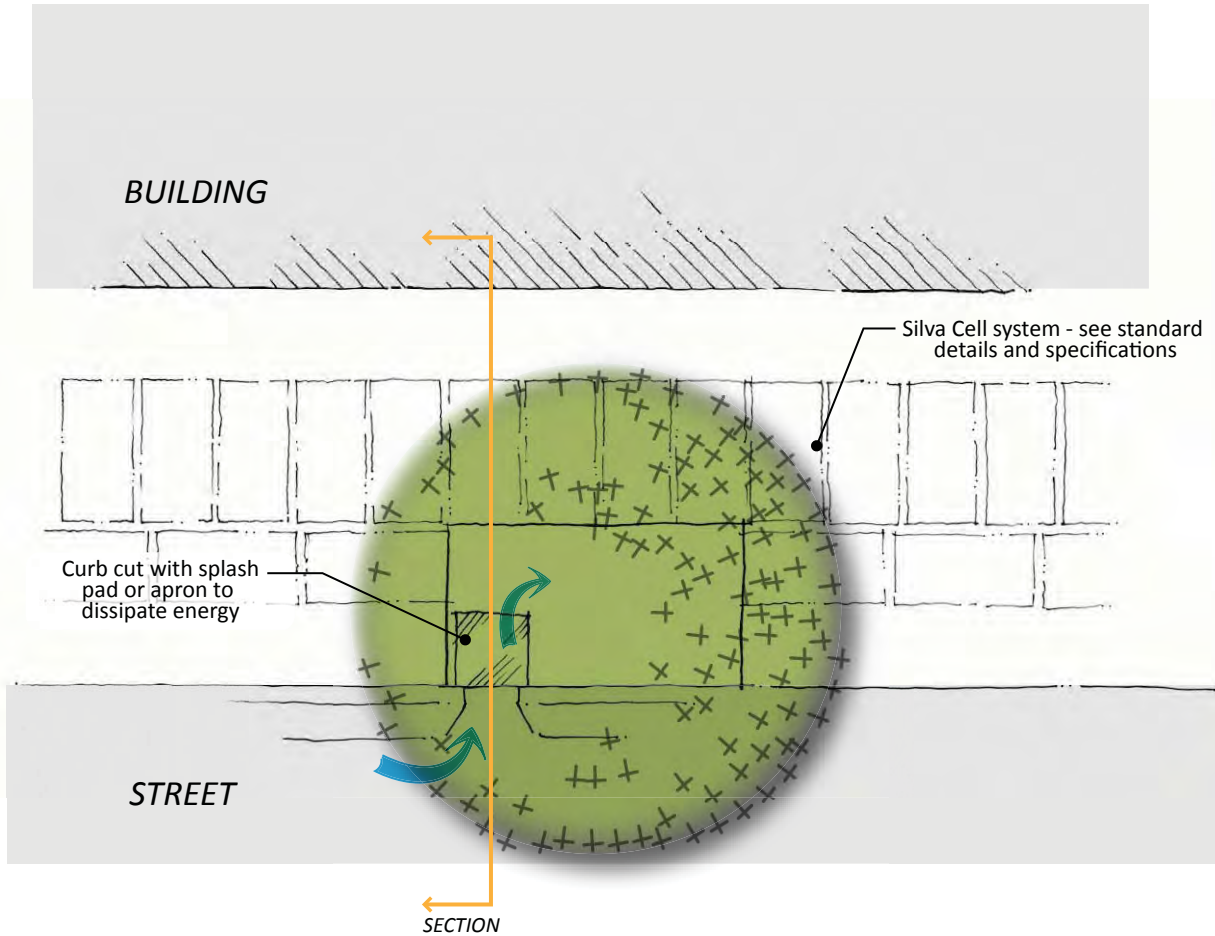 BUILDING
Silva Cell system - see standard
details and specifications
Curb cut with splash
pad or apron to
dissipate energy
STREET
SECTION